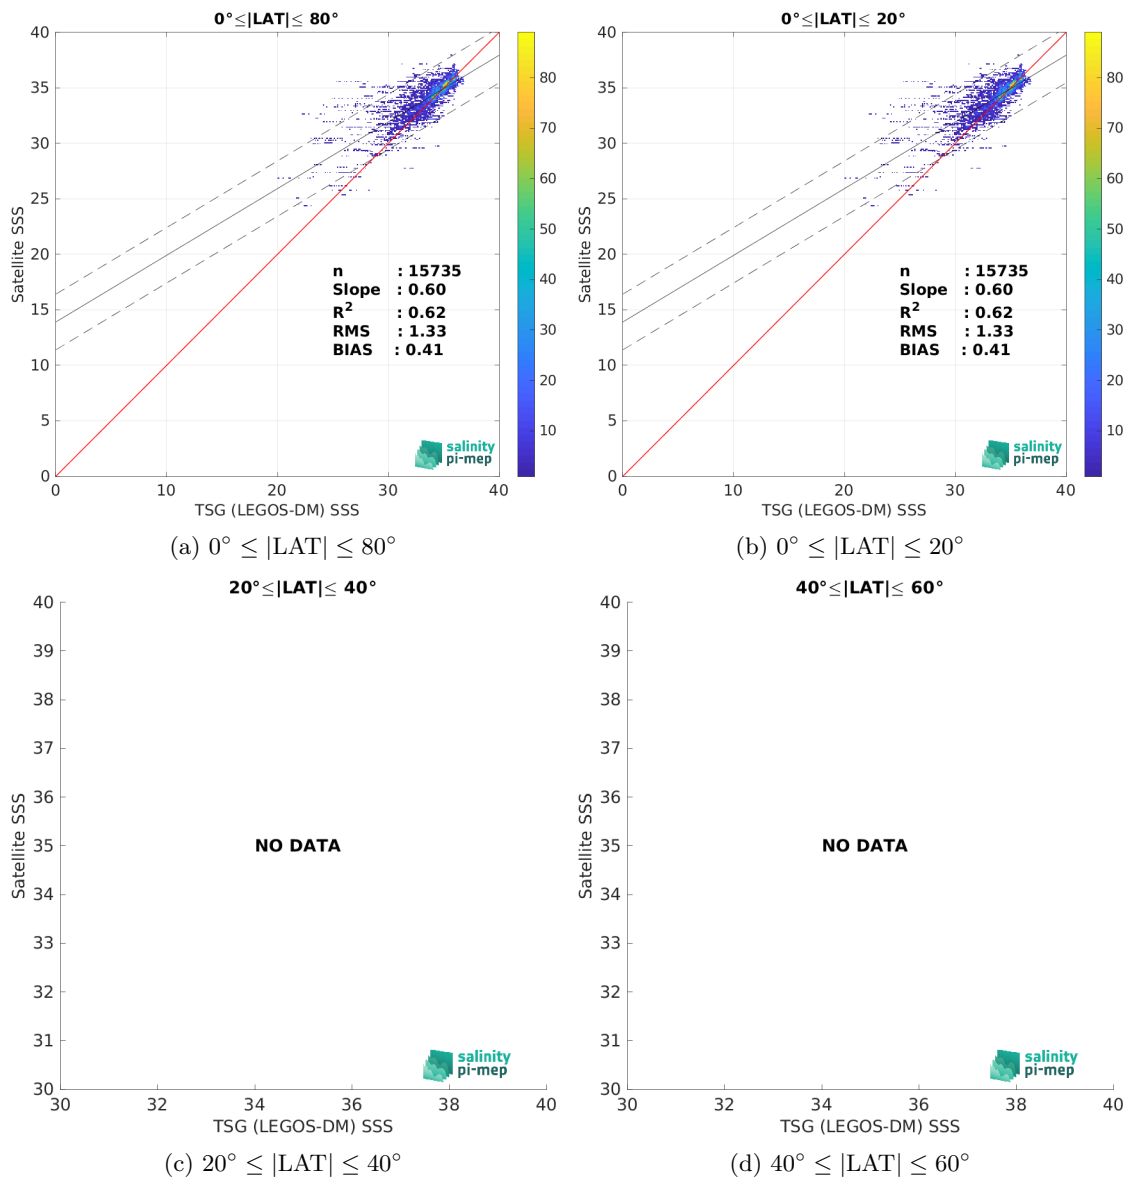 0°≤|LAT|≤ 80°
40
35
30
25
20
15
10
5
0
Satellite SSS
n : 15735
Slope : 0.60
R² : 0.62
RMS : 1.33
BIAS : 0.41
salinity
pi-mep
0 10 20 30 40
TSG (LEGOS-DM) SSS
80
70
60
50
40
30
20
10
(a) 0° ≤ |LAT| ≤ 80°
0°≤|LAT|≤ 20°
40
35
30
25
20
15
10
5
0
Satellite SSS
n : 15735
Slope : 0.60
R² : 0.62
RMS : 1.33
BIAS : 0.41
salinity
pi-mep
0 10 20 30 40
TSG (LEGOS-DM) SSS
80
70
60
50
40
30
20
10
(b) 0° ≤ |LAT| ≤ 20°
20°≤|LAT|≤ 40°
40
39
38
37
36
35
34
33
32
31
30
Satellite SSS
NO DATA
salinity
pi-mep
30 32 34 36 38 40
TSG (LEGOS-DM) SSS
(c) 20° ≤ |LAT| ≤ 40°
40°≤|LAT|≤ 60°
40
39
38
37
36
35
34
33
32
31
30
Satellite SSS
NO DATA
salinity
pi-mep
30 32 34 36 38 40
TSG (LEGOS-DM) SSS
(d) 40° ≤ |LAT| ≤ 60°